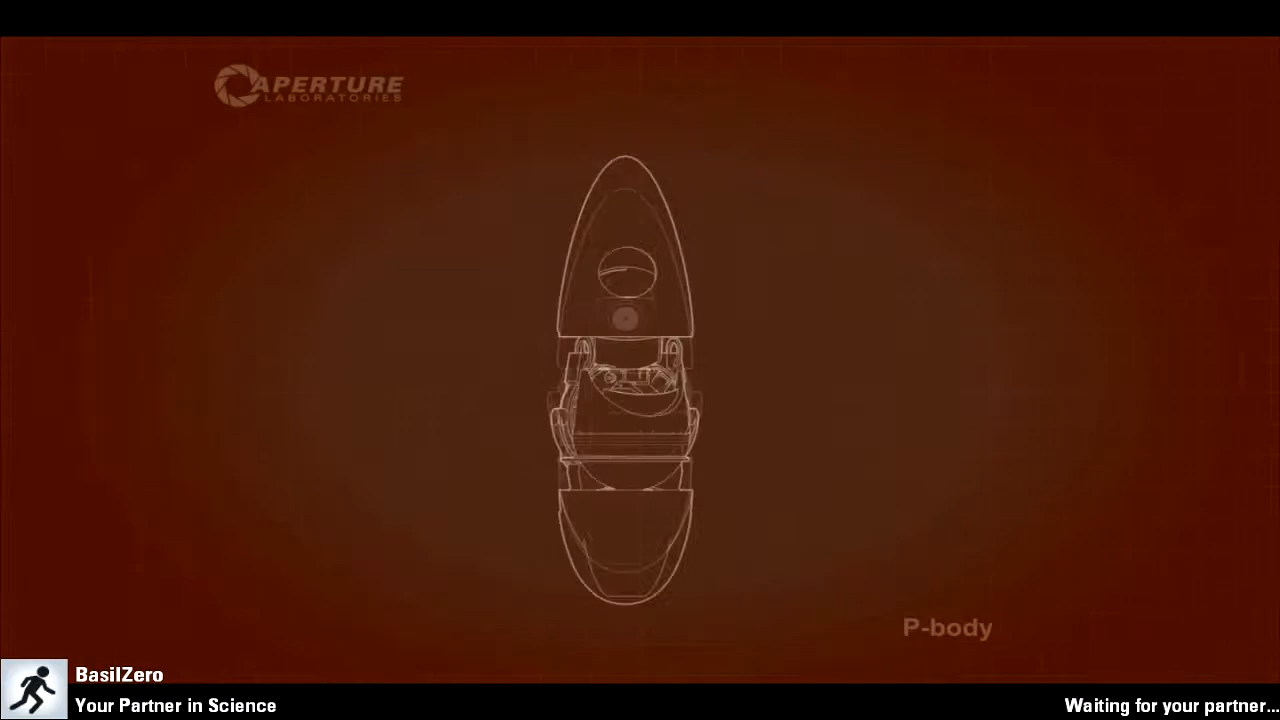 APERTURE
LABORATORIES
P-body
BasilZero
Your Partner in Science
Waiting for your partner...